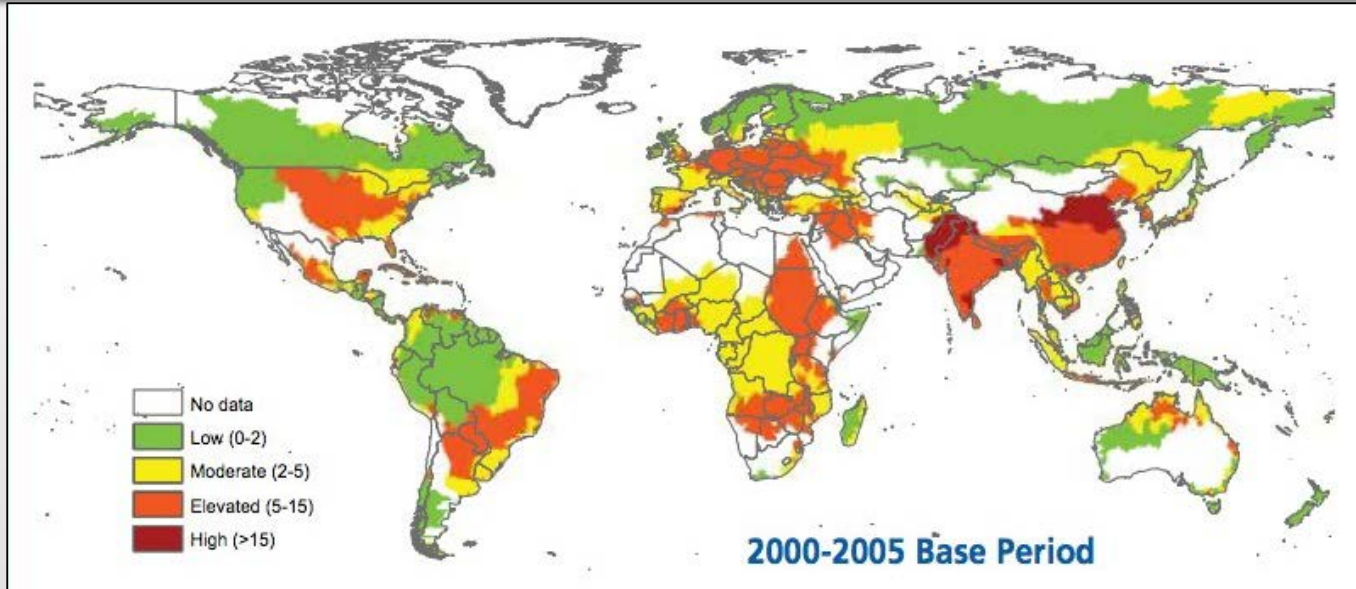 No data
Low (0-2)
Moderate (2-5)
Elevated (5-15)
High (>15)
2000-2005 Base Period